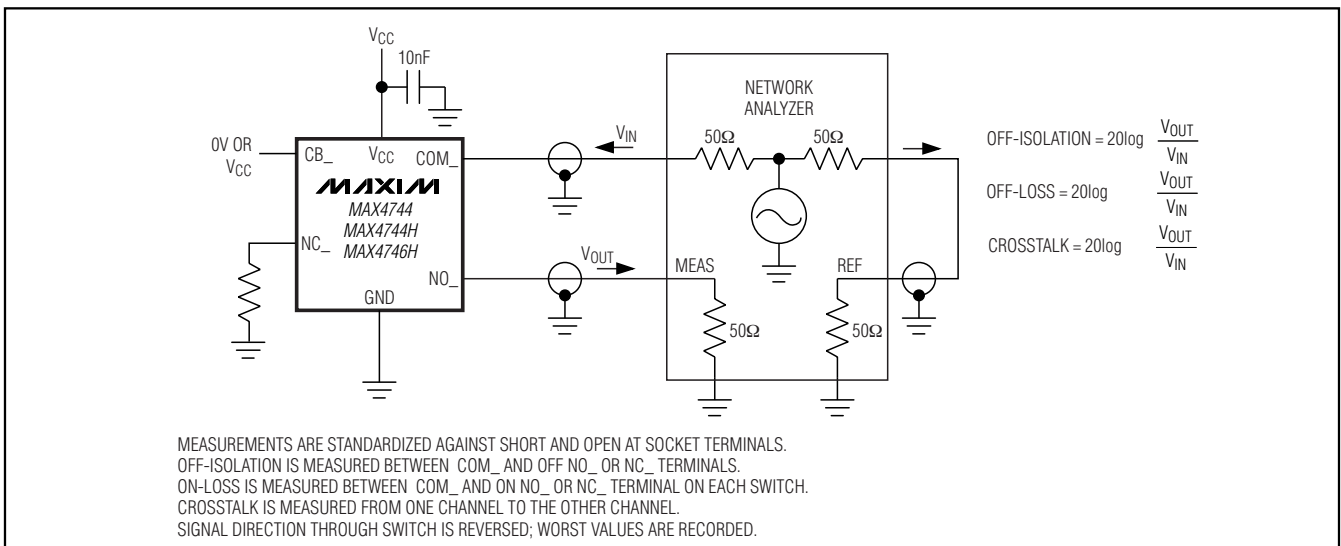 VCC
10nF
NETWORK
ANALYZER
0V OR
VCC
CB_
VCC
COM_
VIN
50Ω
50Ω
OFF-ISOLATION = 20log VOUT
VIN
MAXIM
MAX4744
MAX4744H
MAX4746H
OFF-LOSS = 20log VOUT
VIN
NC_
NO_
VOUT
MEAS
REF
CROSSTALK = 20log VOUT
VIN
GND
50Ω
50Ω
MEASUREMENTS ARE STANDARDIZED AGAINST SHORT AND OPEN AT SOCKET TERMINALS.
OFF-ISOLATION IS MEASURED BETWEEN COM_ AND OFF NO_ OR NC_ TERMINALS.
ON-LOSS IS MEASURED BETWEEN COM_ AND ON NO_ OR NC_ TERMINAL ON EACH SWITCH.
CROSSTALK IS MEASURED FROM ONE CHANNEL TO THE OTHER CHANNEL.
SIGNAL DIRECTION THROUGH SWITCH IS REVERSED; WORST VALUES ARE RECORDED.